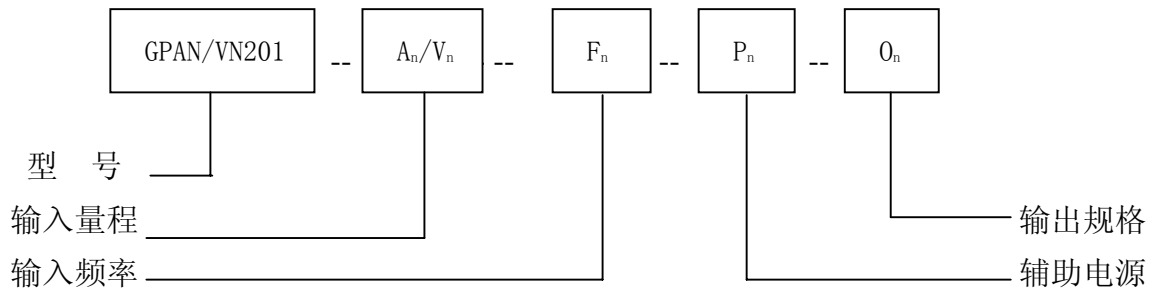 GPAN/VN201 -- Aₙ/Vₙ -- Fₙ -- Pₙ -- Oₙ
型 号
输入量程
输出规格
输入频率
辅助电源